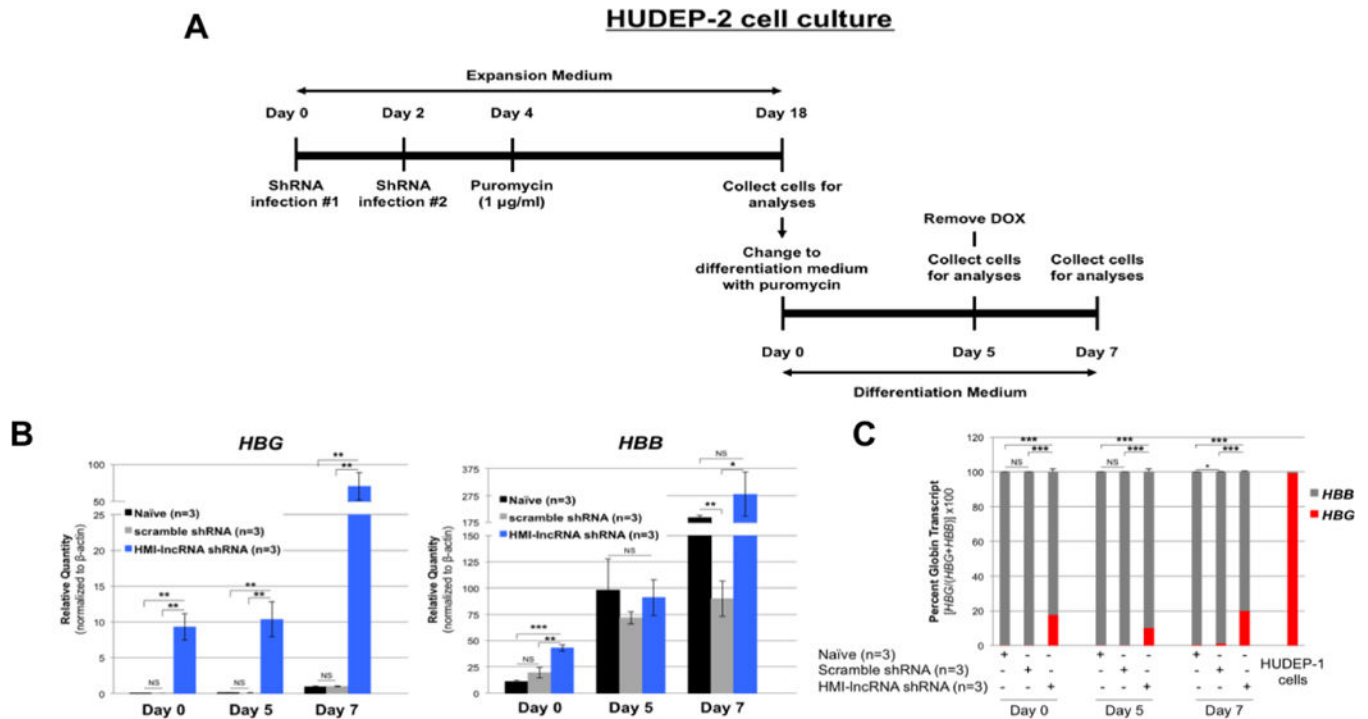 A
HUDEP-2 cell culture
Expansion Medium
Day 0
Day 2
Day 4
Day 18
ShRNA
infection #1
ShRNA
infection #2
Puromycin
(1 µg/ml)
Collect cells for
analyses
Change to
differentiation medium
with puromycin
Remove DOX
Collect cells
for analyses
Collect cells
for analyses
Day 0
Day 5
Day 7
Differentiation Medium
B
HBG
Relative Quantity
(normalized to β-actin)
100
50
25
20
15
10
5
0
Naïve (n=3)
scramble shRNA (n=3)
HMI-lncRNA shRNA (n=3)
**
**
NS
**
**
NS
**
**
NS
Day 0
Day 5
Day 7
HBB
Relative Quantity
(normalized to β-actin)
375
275
175
150
125
100
75
50
25
0
Naïve (n=3)
scramble shRNA (n=3)
HMI-lncRNA shRNA (n=3)
***
**
NS
NS
NS
*
**
Day 0
Day 5
Day 7
C
Percent Globin Transcript
[HBG/(HBG+HBB)] x100
120
100
80
60
40
20
0
***
***
NS
***
***
NS
***
***
*
HBB
HBG
Naïve (n=3) + - - + - - + - -
Scramble shRNA (n=3) - + - - + - - + -
HMI-lncRNA shRNA (n=3) - - + - - + - - +
Day 0
Day 5
Day 7
HUDEP-1
cells